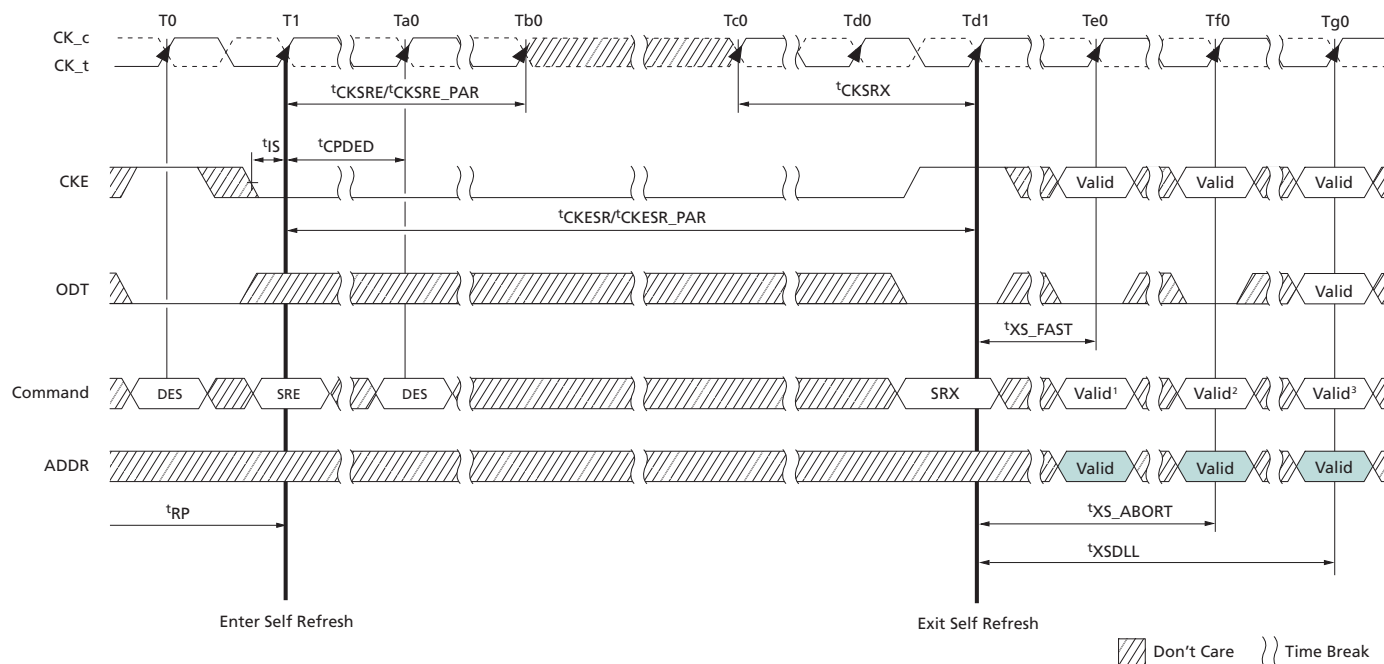 T0 T1 Ta0 Tb0 Tc0 Td0 Td1 Te0 Tf0 Tg0
CK_c
CK_t
tCKSRE/tCKSRE_PAR tCKSRX
tIS tCPDED
CKE Valid Valid Valid
tCKESR/tCKESR_PAR
ODT Valid
tXS_FAST
Command DES SRE DES SRX Valid1 Valid2 Valid3
ADDR Valid Valid Valid
tRP tXS_ABORT
tXSDLL
Enter Self Refresh Exit Self Refresh
Don't Care Time Break